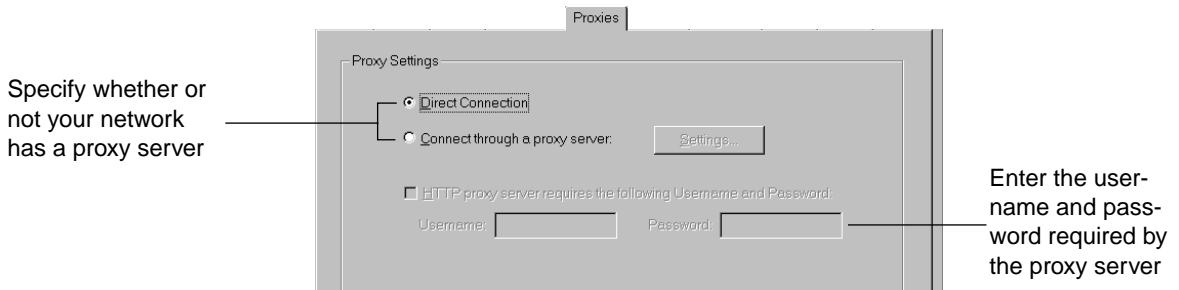 Proxies
Proxy Settings
Specify whether or
not your network
has a proxy server
Direct Connection
Connect through a proxy server:
Settings...
HTTP proxy server requires the following Username and Password:
Username:
Password:
Enter the user-
name and pass-
word required by
the proxy server